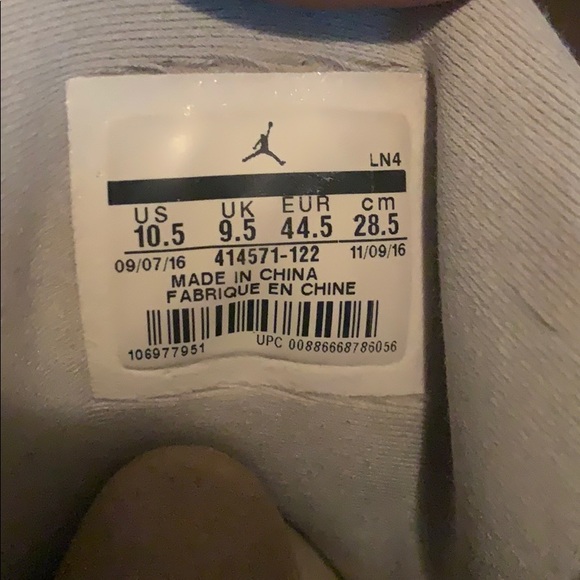 LN4
US UK EUR cm
10.5 9.5 44.5 28.5
09/07/16 414571-122 11/09/16
MADE IN CHINA
FABRIQUE EN CHINE
106977951 UPC 00886668786056